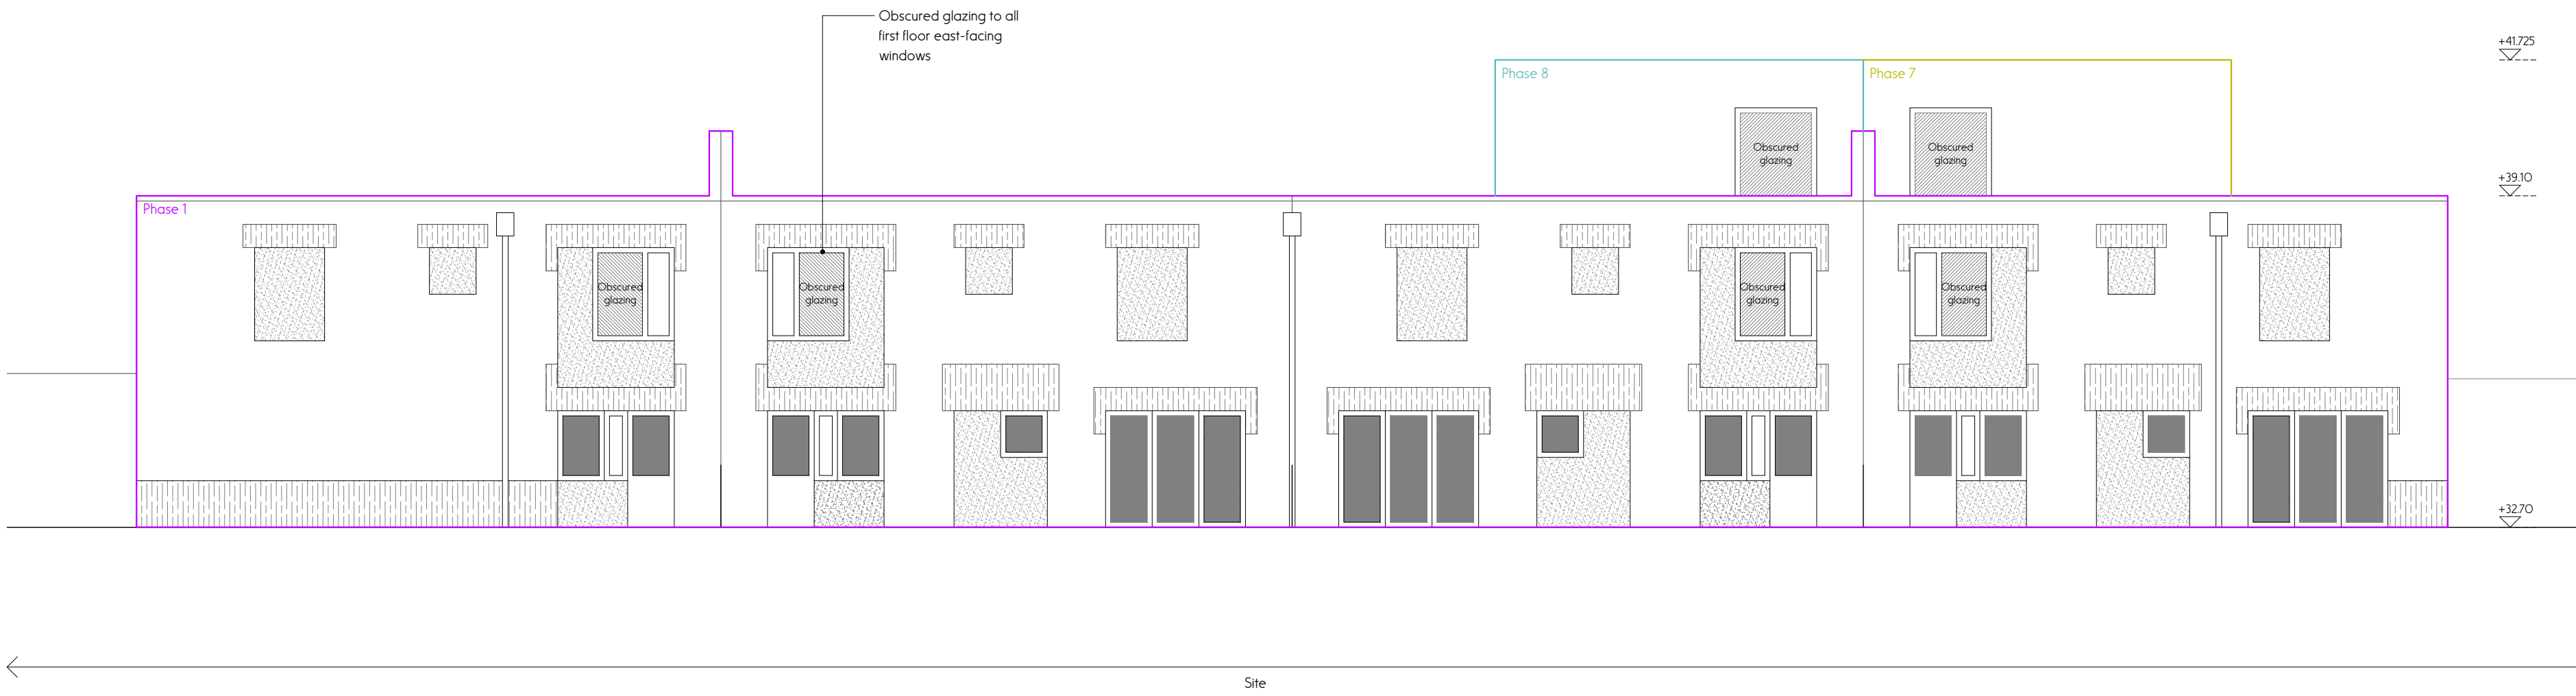 Obscured glazing to all
first floor east-facing
windows
+41.725
Phase 8
Phase 7
Obscured
glazing
Obscured
glazing
+39.10
Phase 1
Obscured
glazing
Obscured
glazing
Obscured
glazing
Obscured
glazing
+32.70
Site